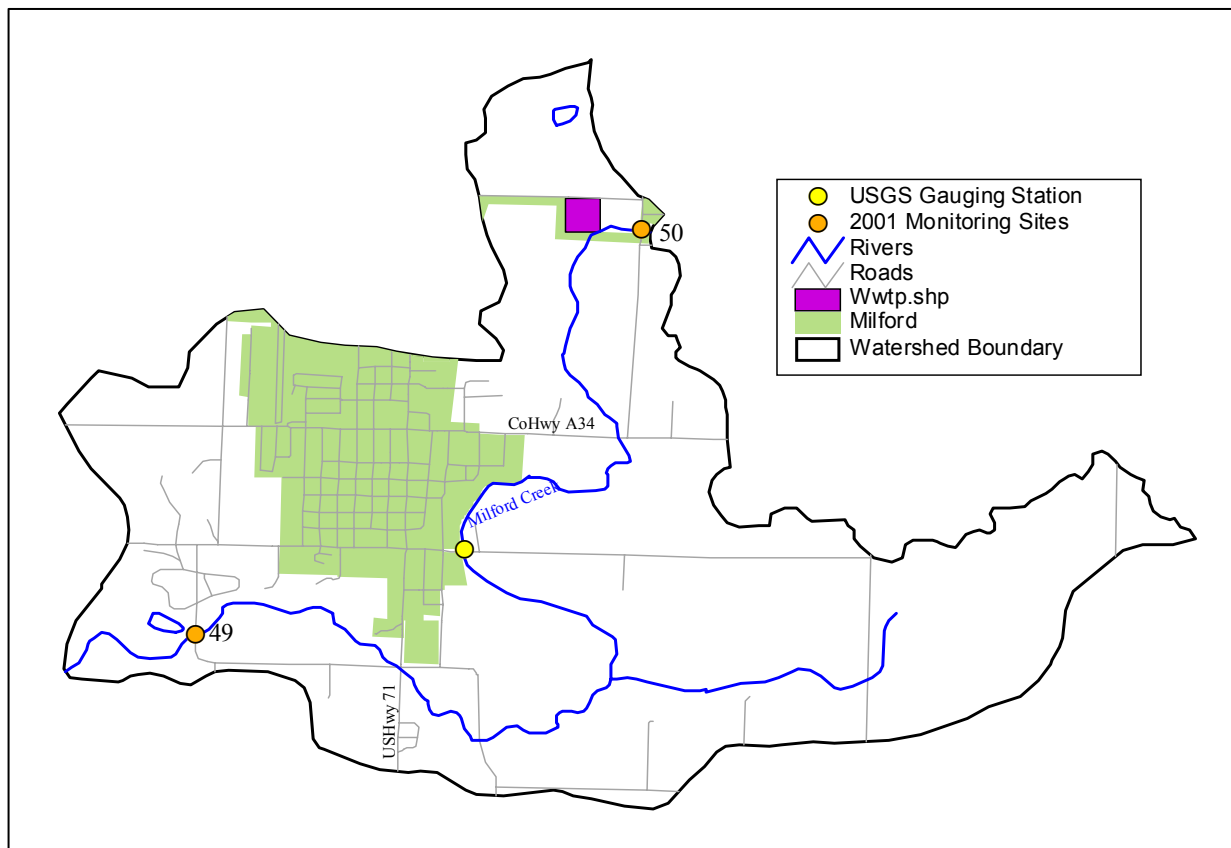 USGS Gauging Station
2001 Monitoring Sites
Rivers
Roads
Wwtp.shp
Milford
Watershed Boundary
50
CoHwy A34
Milford Creek
49
USHwy 71